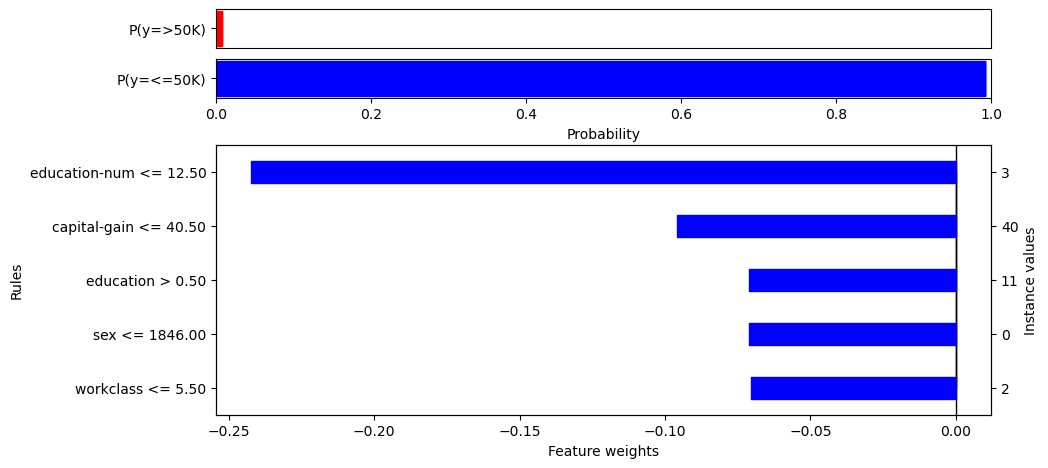 P(y=>50K)
P(y=<=50K)
0.0 0.2 0.4 0.6 0.8 1.0
Probability
education-num <= 12.50 3
capital-gain <= 40.50 40
education > 0.50 11
sex <= 1846.00 0
workclass <= 5.50 2
Rules
Instance values
−0.25 −0.20 −0.15 −0.10 −0.05 0.00
Feature weights